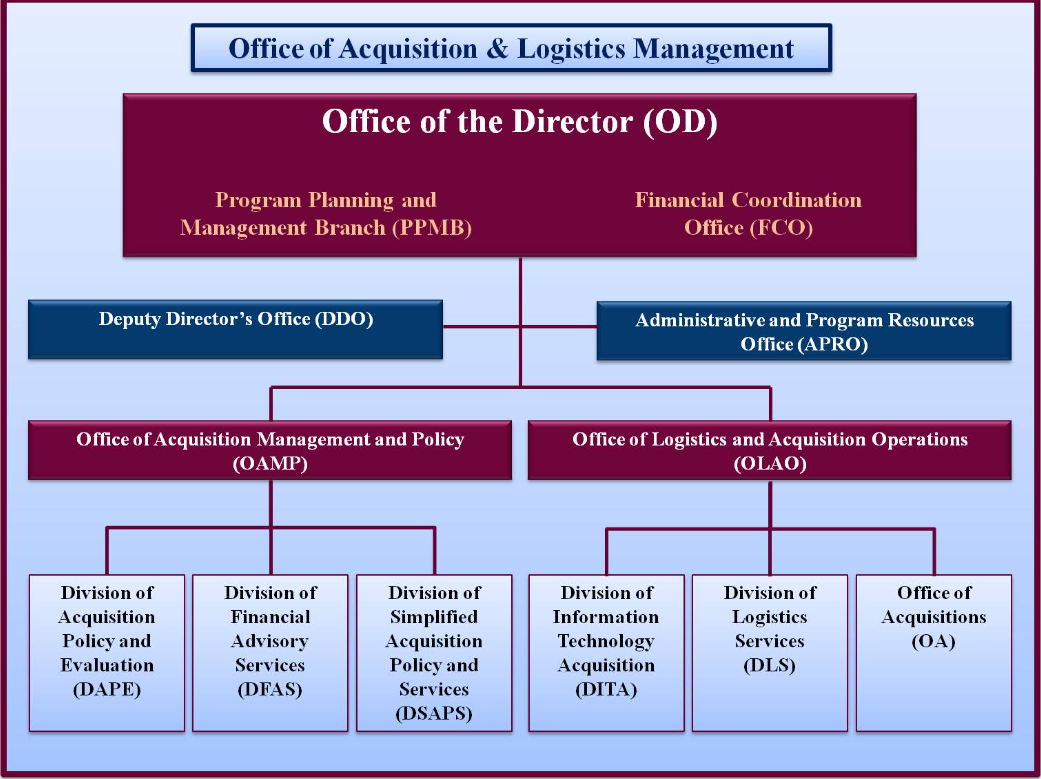 Office of Acquisition & Logistics Management
Office of the Director (OD)
Program Planning and
Management Branch (PPMB)
Financial Coordination
Office (FCO)
Deputy Director’s Office (DDO)
Administrative and Program Resources
Office (APRO)
Office of Acquisition Management and Policy
(OAMP)
Office of Logistics and Acquisition Operations
(OLAO)
Division of
Acquisition
Policy and
Evaluation
(DAPE)
Division of
Financial
Advisory
Services
(DFAS)
Division of
Simplified
Acquisition
Policy and
Services
(DSAPS)
Division of
Information
Technology
Acquisition
(DITA)
Division of
Logistics
Services
(DLS)
Office of
Acquisitions
(OA)